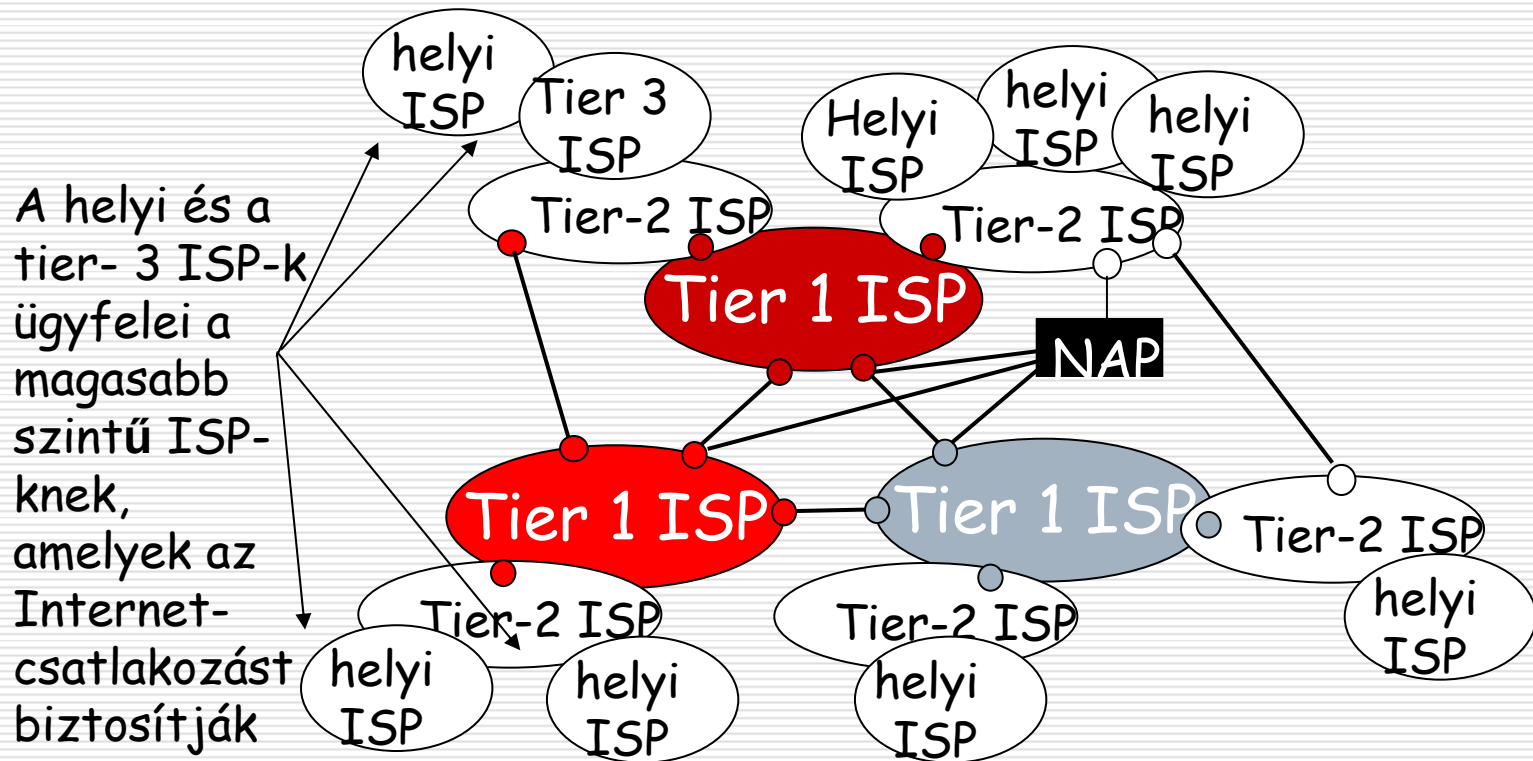 helyi
ISP
Tier 3
ISP
Helyi
ISP
helyi
ISP
helyi
ISP
A helyi és a
tier- 3 ISP-k
ügyfelei a
magasabb
szintű ISP-
knek,
amelyek az
Internet-
csatlakozást
biztosítják
Tier-2 ISP
Tier-2 ISP
Tier 1 ISP
NAP
Tier 1 ISP
Tier 1 ISP
Tier-2 ISP
Tier-2 ISP
Tier-2 ISP
helyi
ISP
helyi
ISP
helyi
ISP
helyi
ISP